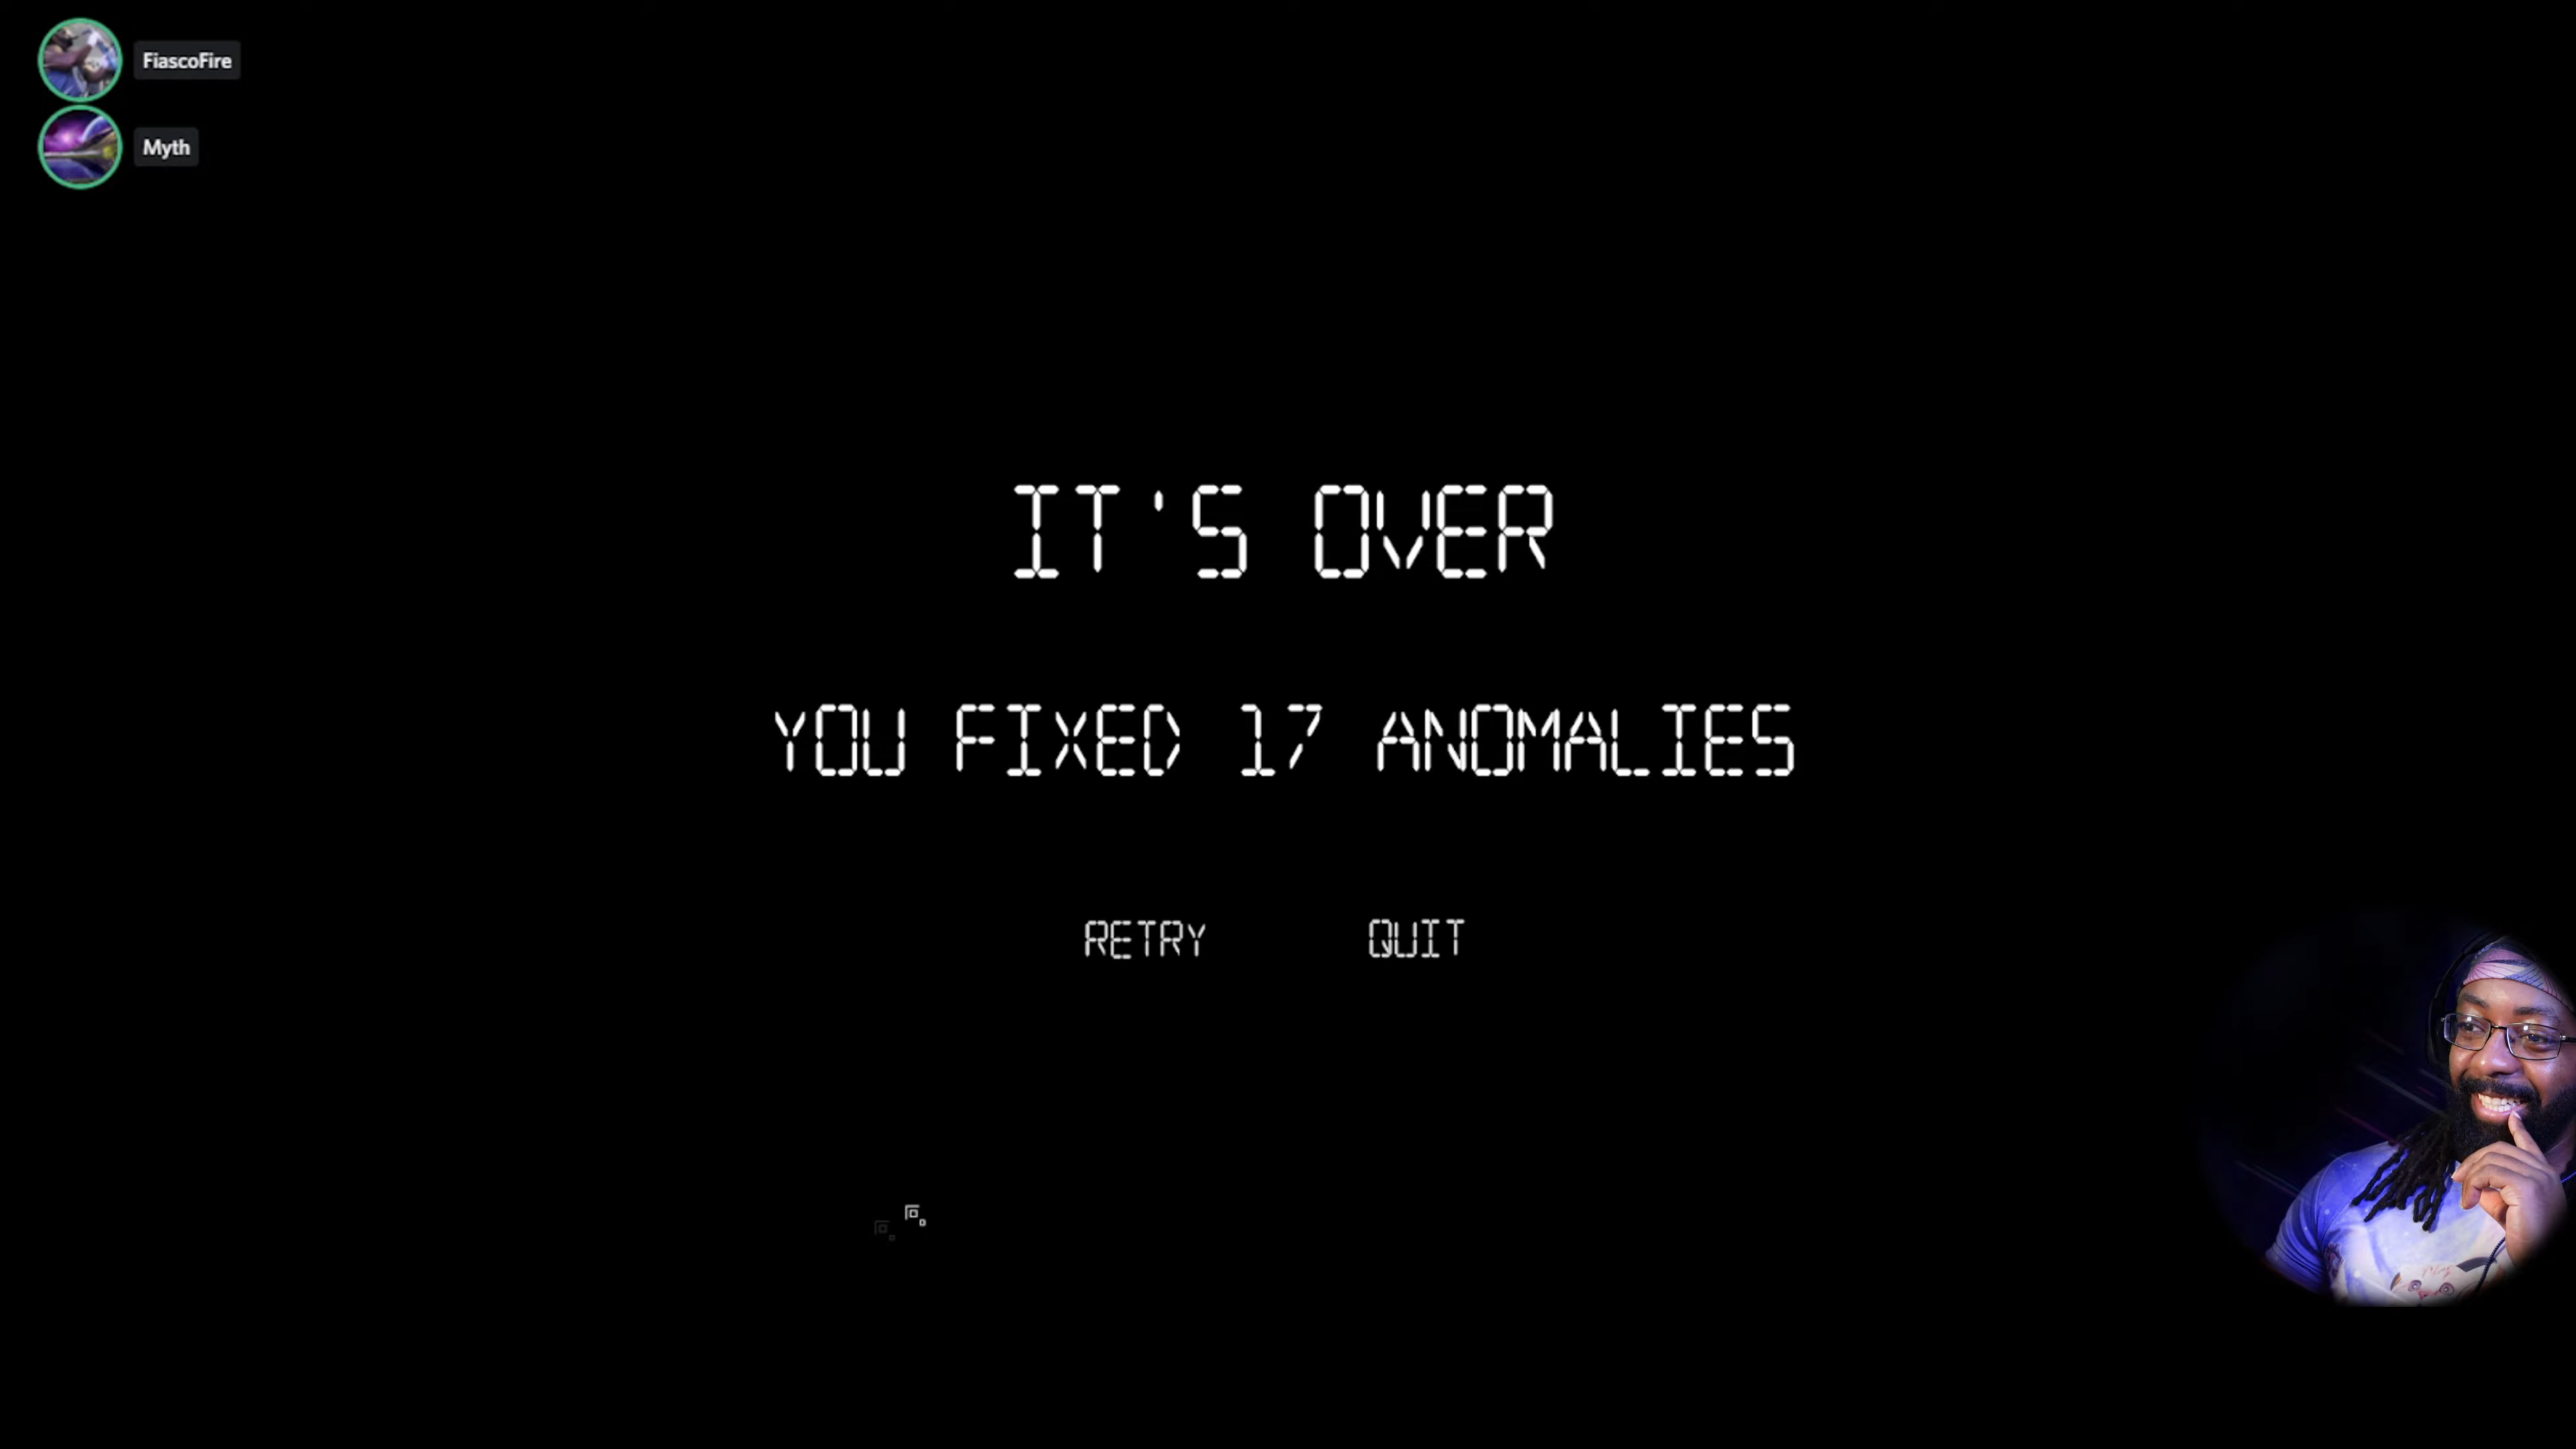 FiascoFire
Myth
IT'S OVER
YOU FIXED 17 ANOMALIES
RETRY
QUIT